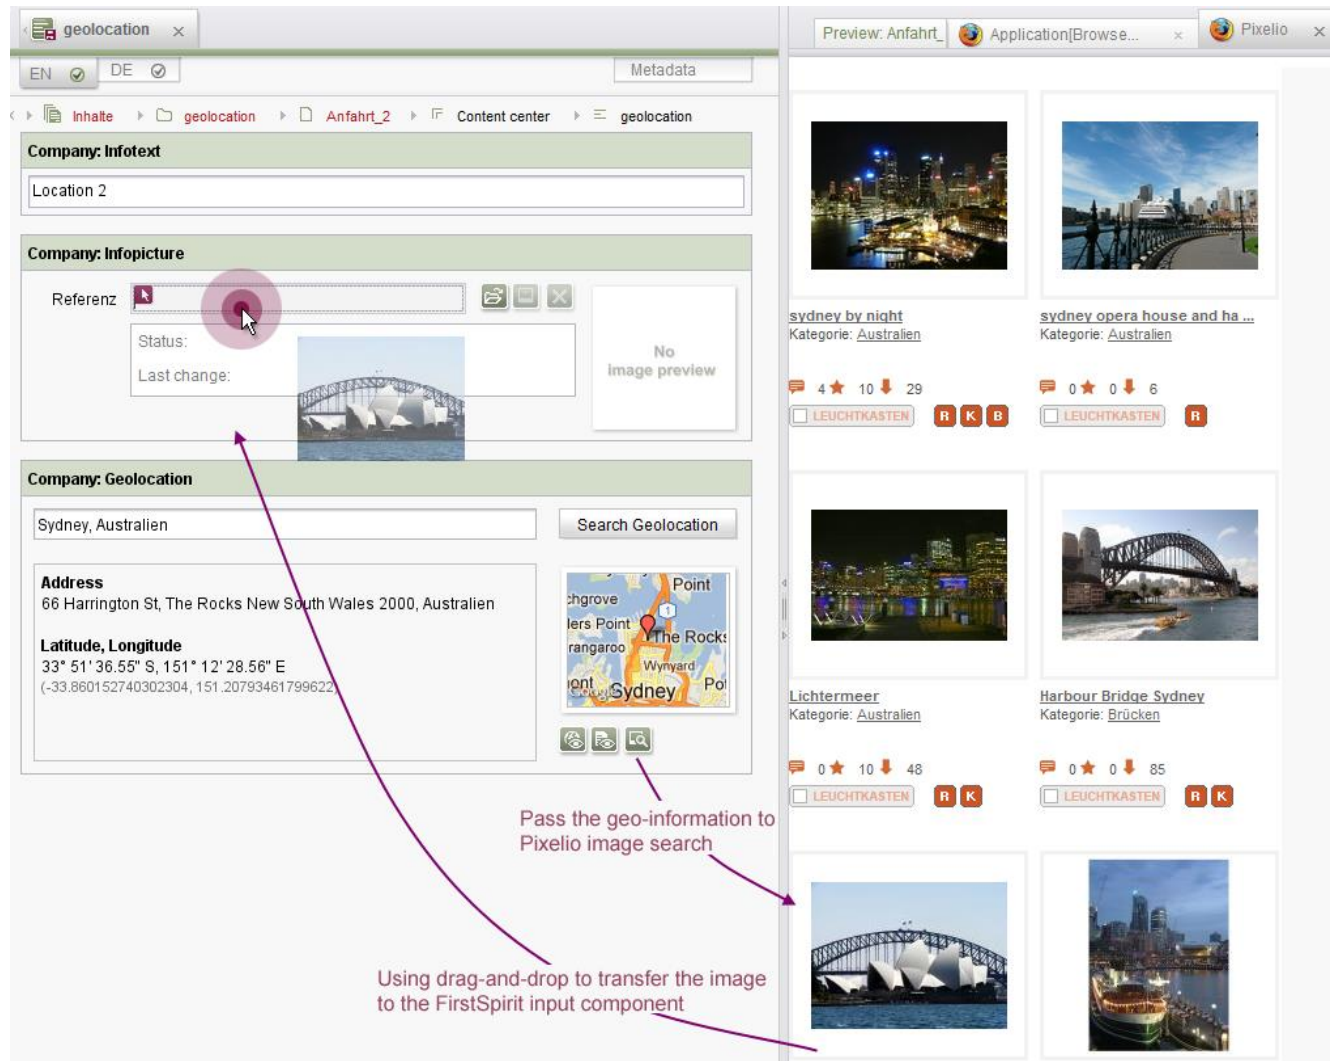 geolocation
EN
DE
Metadata
Inhalte
geolocation
Anfahrt_2
Content center
geolocation
Company: Infotext
Location 2
Company: Infopicture
Referenz
Status:
Last change:
No
image preview
Company: Geolocation
Sydney, Australien
Search Geolocation
Address
66 Harrington St, The Rocks New South Wales 2000, Australien
Latitude, Longitude
33° 51' 36.55" S, 151° 12' 28.56" E
(-33.860152740302304, 151.20793461799622)
Point
chgrove
1
lers Point
The Rocks
rangaroo
Wynyard
Sydney
Pass the geo-information to
Pixelio image search
Using drag-and-drop to transfer the image
to the FirstSpirit input component
Preview: Anfahrt_
Application[Browse...
Pixelio
sydney by night
Kategorie: Australien
4 10 29
LEUCHTKASTEN R K B
sydney opera house and ha ...
Kategorie: Australien
0 0 6
LEUCHTKASTEN R
Lichtermeer
Kategorie: Australien
0 10 48
LEUCHTKASTEN R K
Harbour Bridge Sydney
Kategorie: Brücken
0 0 85
LEUCHTKASTEN R K